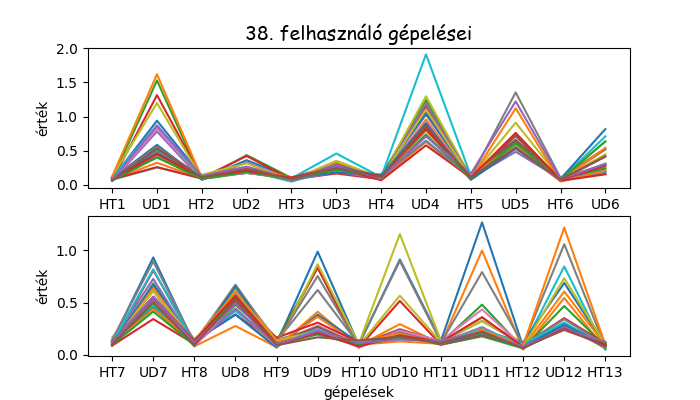 38. felhasználó gépelései
2.0
1.5
1.0
0.5
0.0
érték
HT1 UD1 HT2 UD2 HT3 UD3 HT4 UD4 HT5 UD5 HT6 UD6
1.0
0.5
0.0
érték
HT7 UD7 HT8 UD8 HT9 UD9 HT10 UD10 HT11 UD11 HT12 UD12 HT13
gépelések